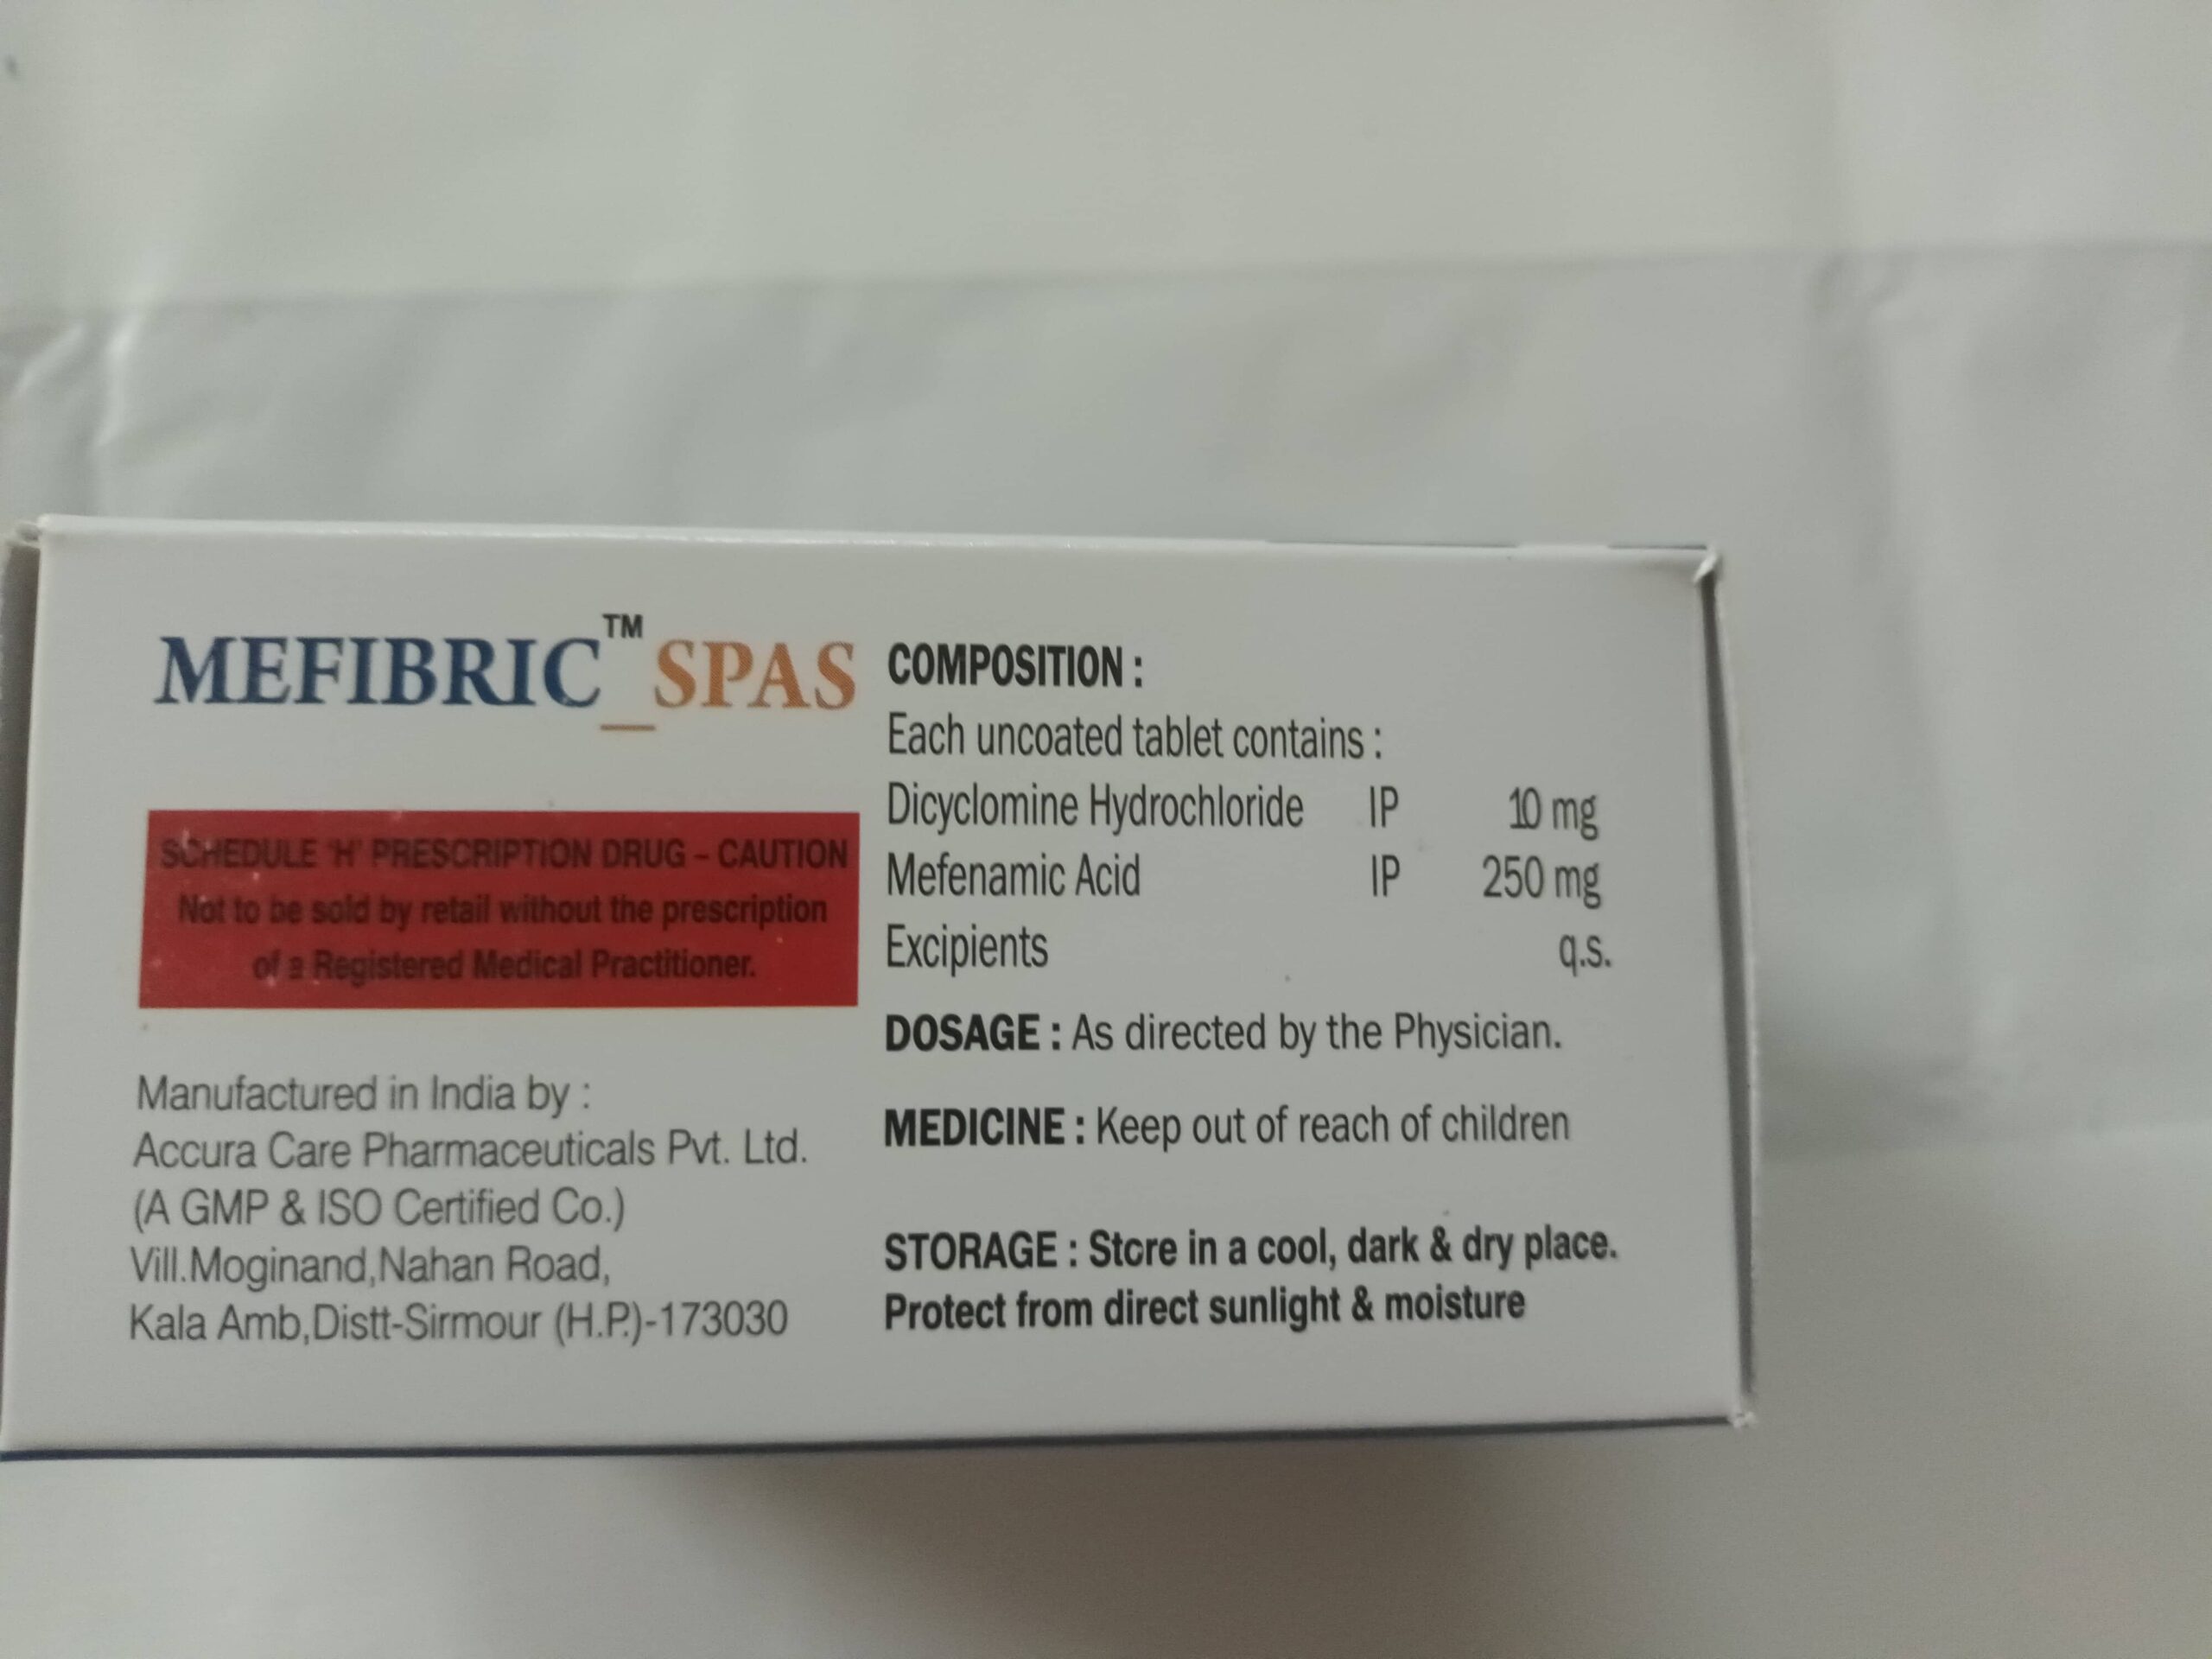 MEFIBRIC™_SPAS
SCHEDULE 'H' PRESCRIPTION DRUG – CAUTION
Not to be sold by retail without the prescription
of a Registered Medical Practitioner.
Manufactured in India by :
Accura Care Pharmaceuticals Pvt. Ltd.
(A GMP & ISO Certified Co.)
Vill.Moginand,Nahan Road,
Kala Amb,Distt-Sirmour (H.P.)-173030
COMPOSITION :
Each uncoated tablet contains :
Dicyclomine Hydrochloride IP 10 mg
Mefenamic Acid IP 250 mg
Excipients q.s.
DOSAGE : As directed by the Physician.
MEDICINE : Keep out of reach of children
STORAGE : Store in a cool, dark & dry place.
Protect from direct sunlight & moisture